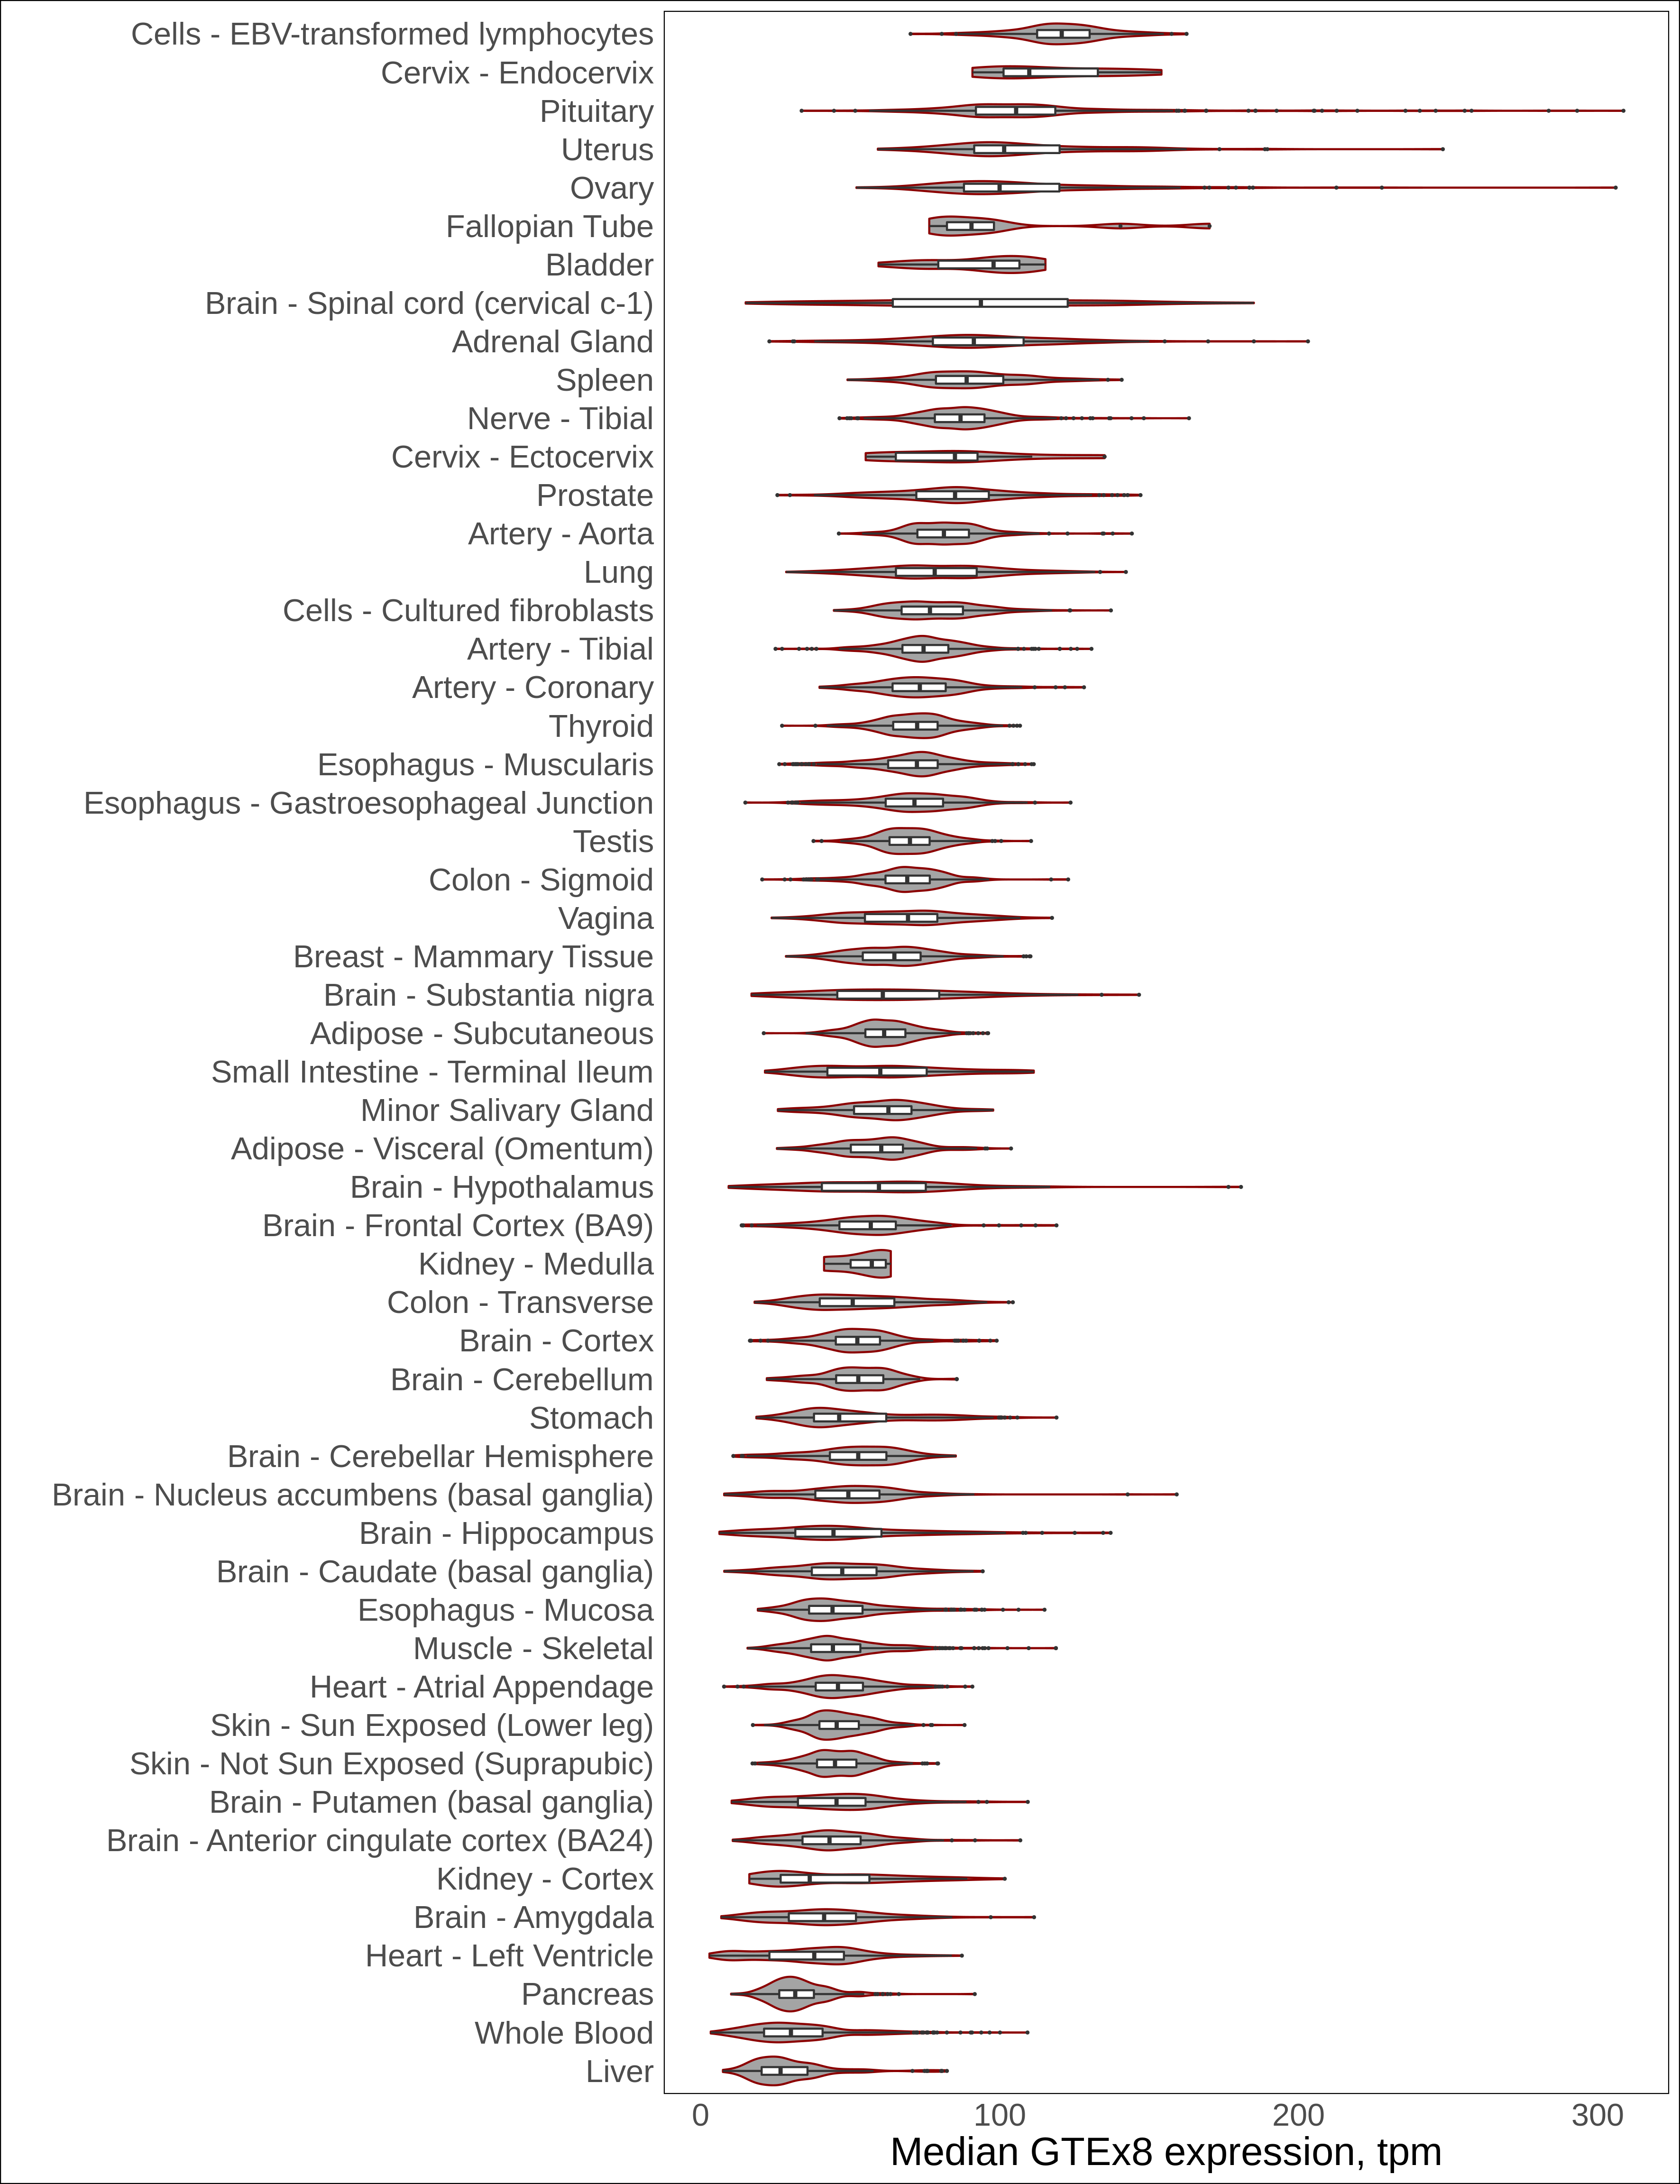 Cells - EBV-transformed lymphocytes
Cervix - Endocervix
Pituitary
Uterus
Ovary
Fallopian Tube
Bladder
Brain - Spinal cord (cervical c-1)
Adrenal Gland
Spleen
Nerve - Tibial
Cervix - Ectocervix
Prostate
Artery - Aorta
Lung
Cells - Cultured fibroblasts
Artery - Tibial
Artery - Coronary
Thyroid
Esophagus - Muscularis
Esophagus - Gastroesophageal Junction
Testis
Colon - Sigmoid
Vagina
Breast - Mammary Tissue
Brain - Substantia nigra
Adipose - Subcutaneous
Small Intestine - Terminal Ileum
Minor Salivary Gland
Adipose - Visceral (Omentum)
Brain - Hypothalamus
Brain - Frontal Cortex (BA9)
Kidney - Medulla
Colon - Transverse
Brain - Cortex
Brain - Cerebellum
Stomach
Brain - Cerebellar Hemisphere
Brain - Nucleus accumbens (basal ganglia)
Brain - Hippocampus
Brain - Caudate (basal ganglia)
Esophagus - Mucosa
Muscle - Skeletal
Heart - Atrial Appendage
Skin - Sun Exposed (Lower leg)
Skin - Not Sun Exposed (Suprapubic)
Brain - Putamen (basal ganglia)
Brain - Anterior cingulate cortex (BA24)
Kidney - Cortex
Brain - Amygdala
Heart - Left Ventricle
Pancreas
Whole Blood
Liver
0 100 200 300
Median GTEx8 expression, tpm